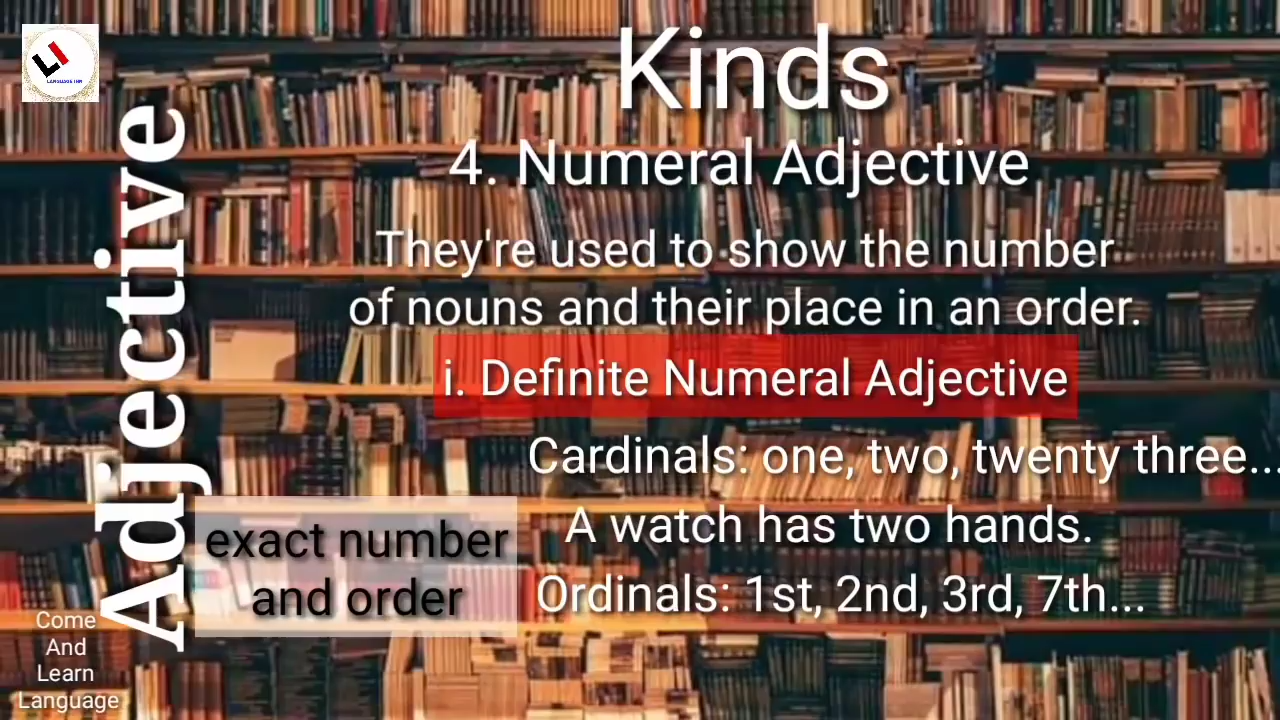 LANGUAGE INN
Kinds
4. Numeral Adjective
They're used to show the number
of nouns and their place in an order.
i. Definite Numeral Adjective
Cardinals: one, two, twenty three...
A watch has two hands.
Ordinals: 1st, 2nd, 3rd, 7th...
exact number
and order
Adjective
Come
And
Learn
Language